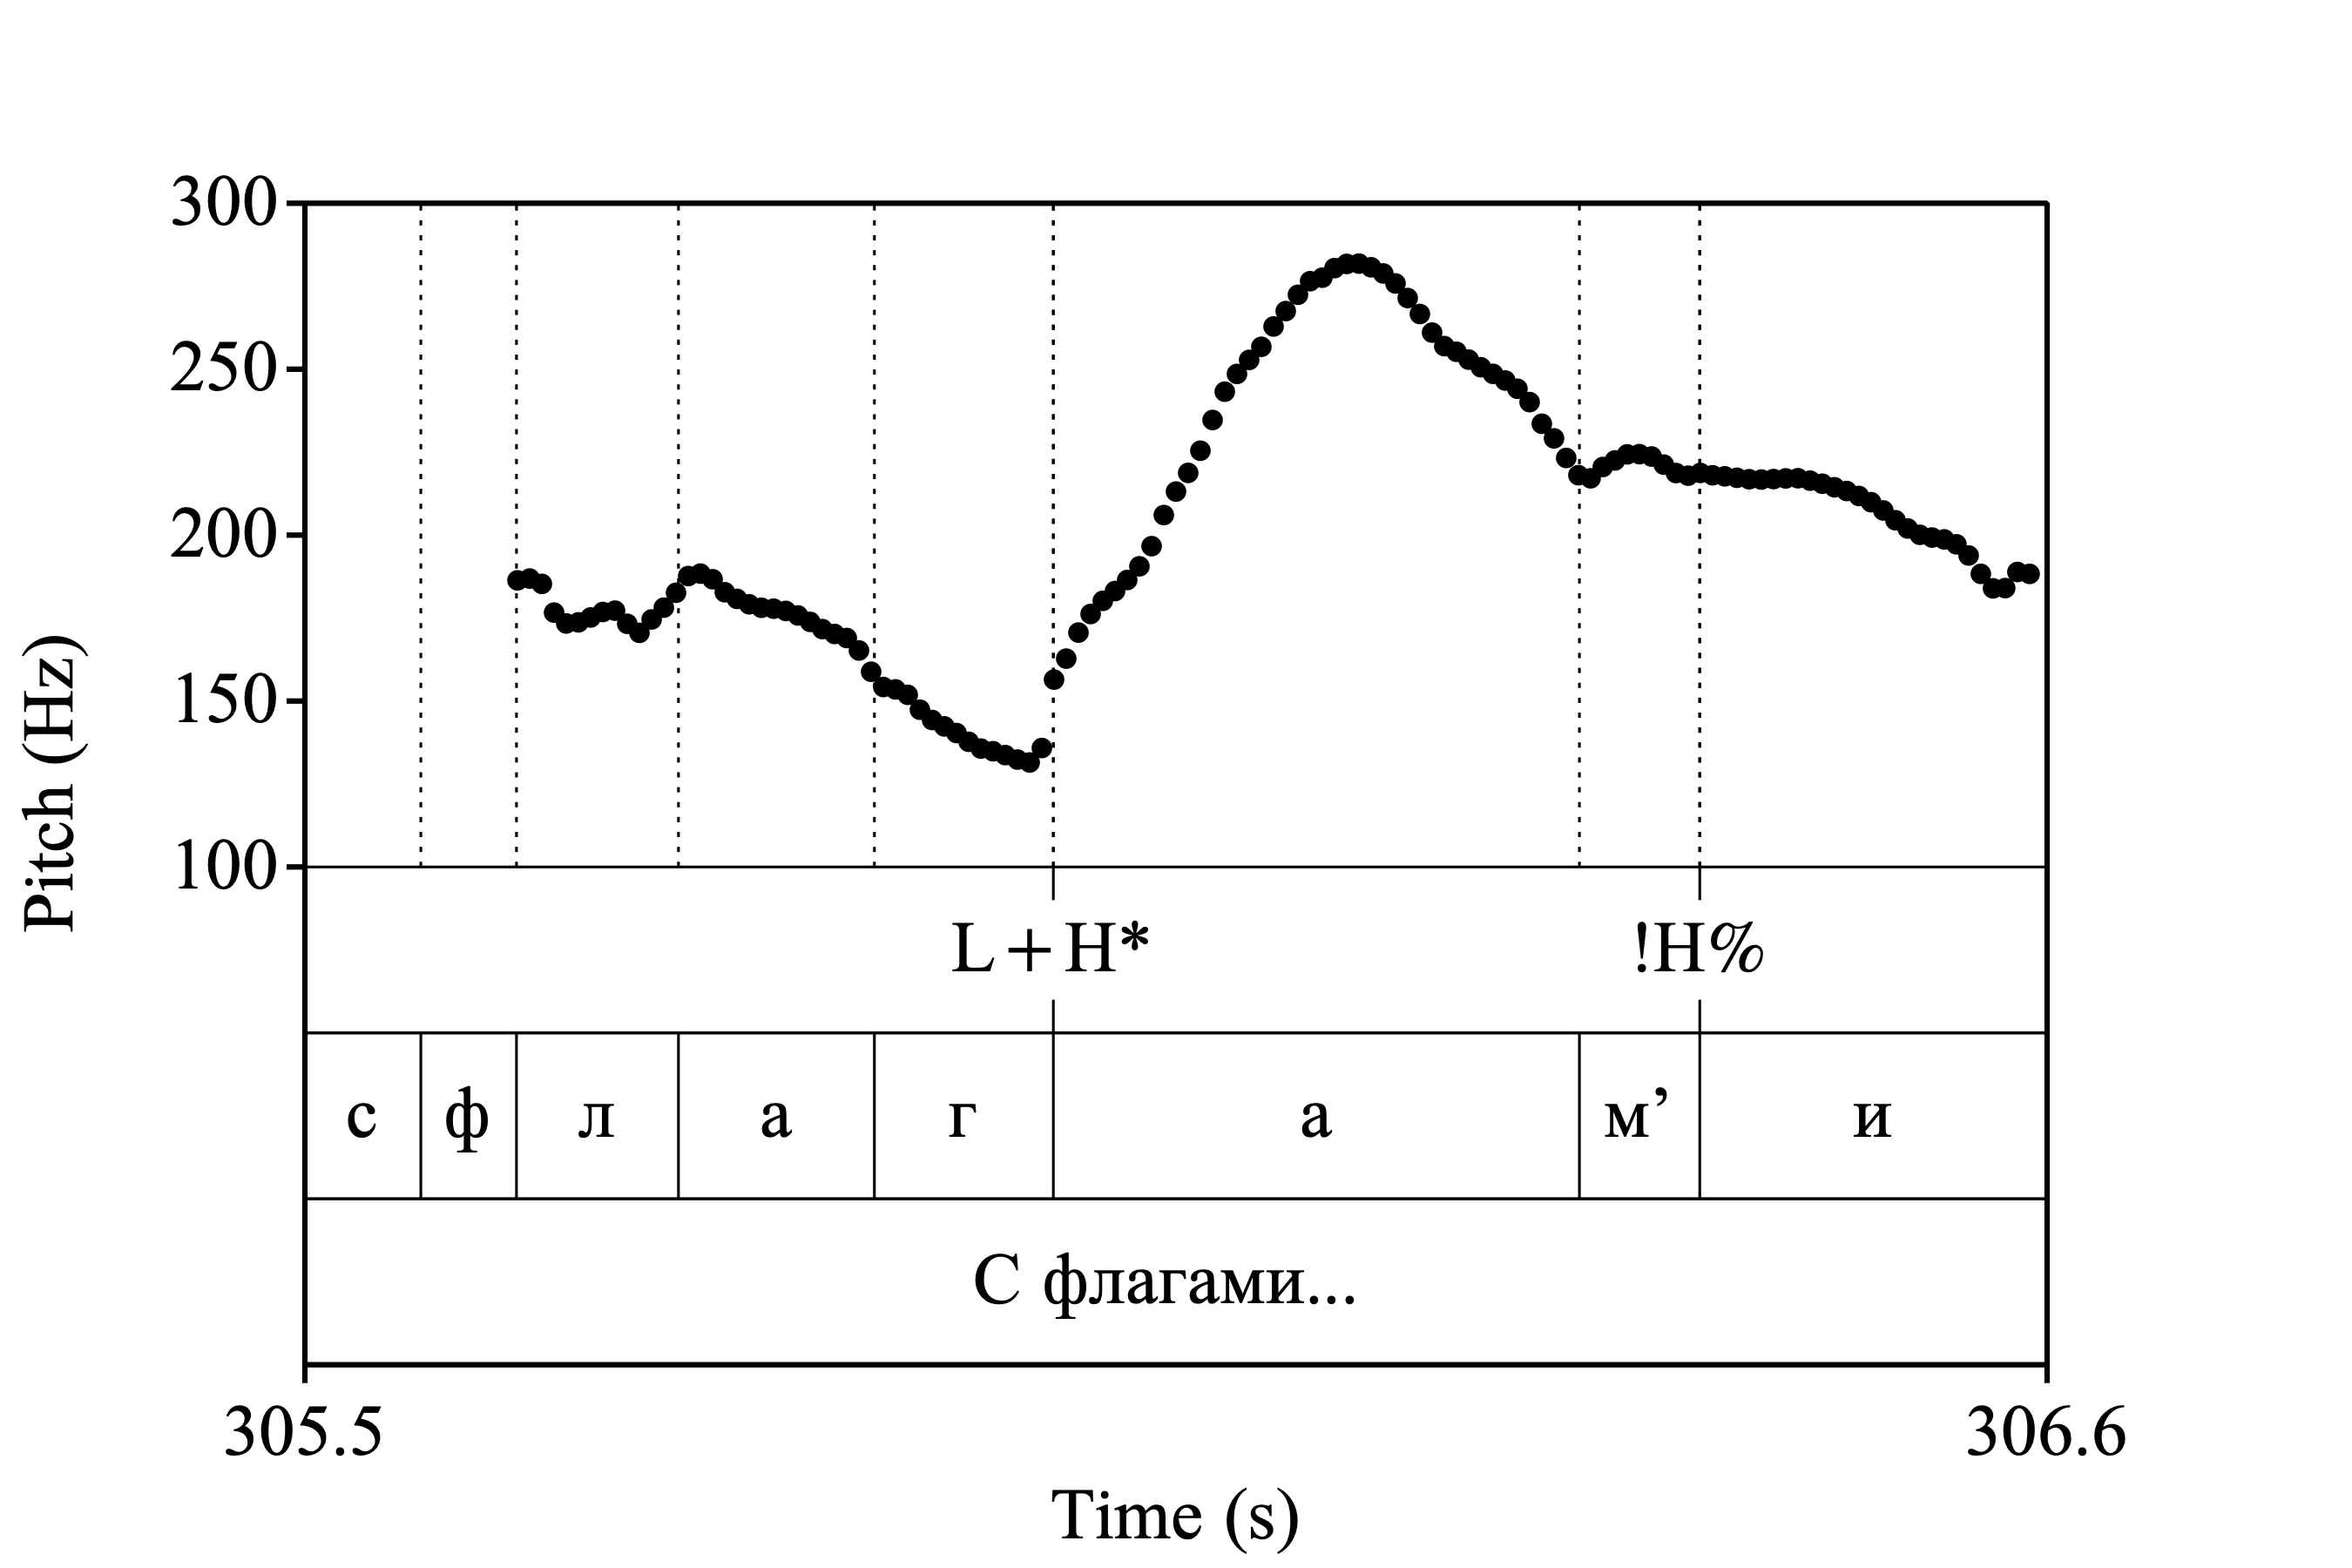 300
250
200
150
100
Pitch (Hz)
L+H* !H%
с ф л а г а м’ и
С флагами...
305.5 306.6
Time (s)